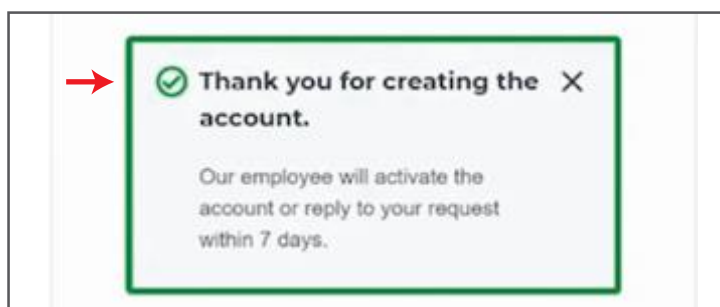 Thank you for creating the
account.
Our employee will activate the
account or reply to your request
within 7 days.